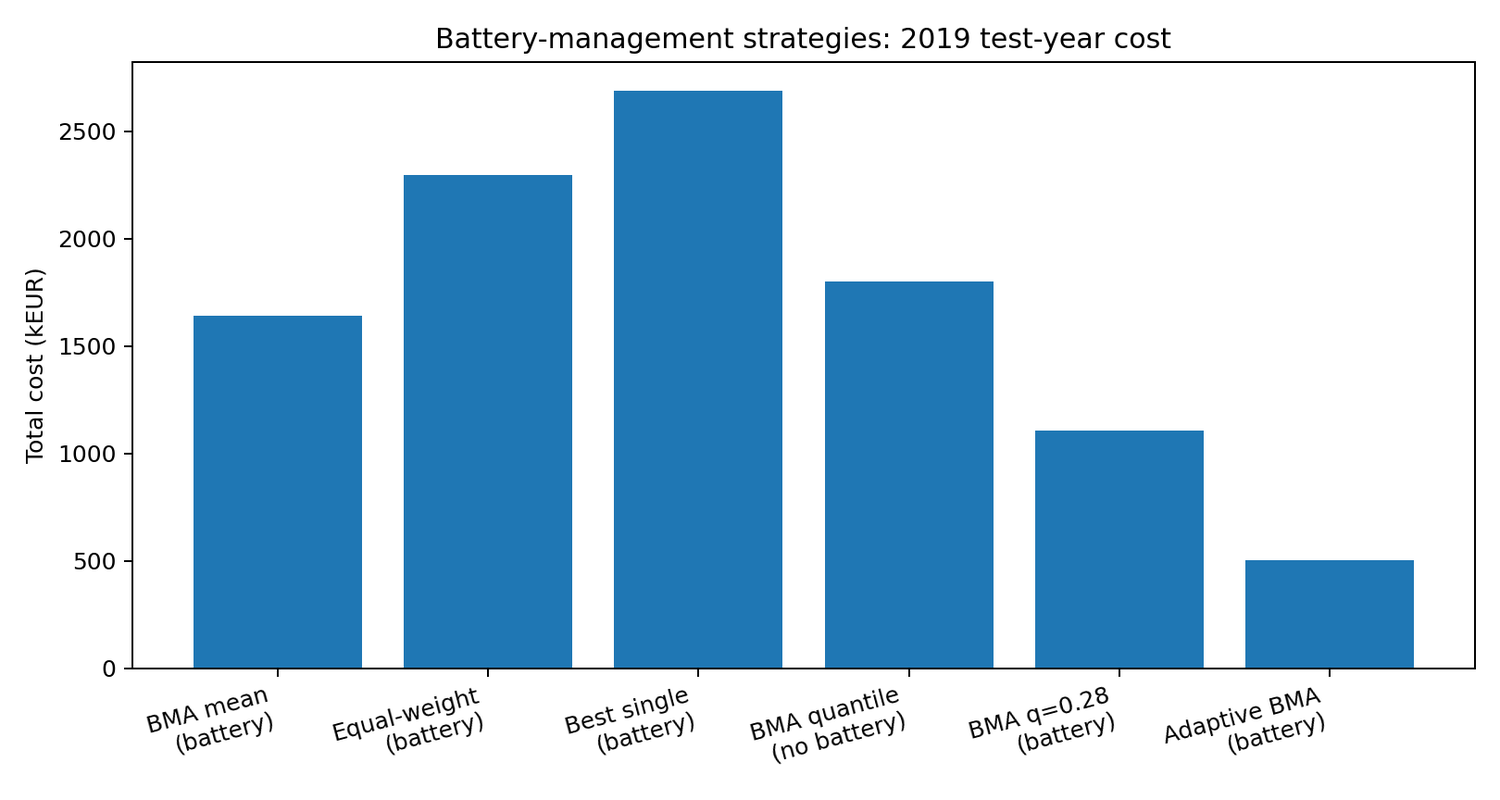 Battery-management strategies: 2019 test-year cost
Total cost (kEUR)
2500
2000
1500
1000
500
0
BMA mean
(battery)
Equal-weight
(battery)
Best single
(battery)
BMA quantile
(no battery)
BMA q=0.28
(battery)
Adaptive BMA
(battery)